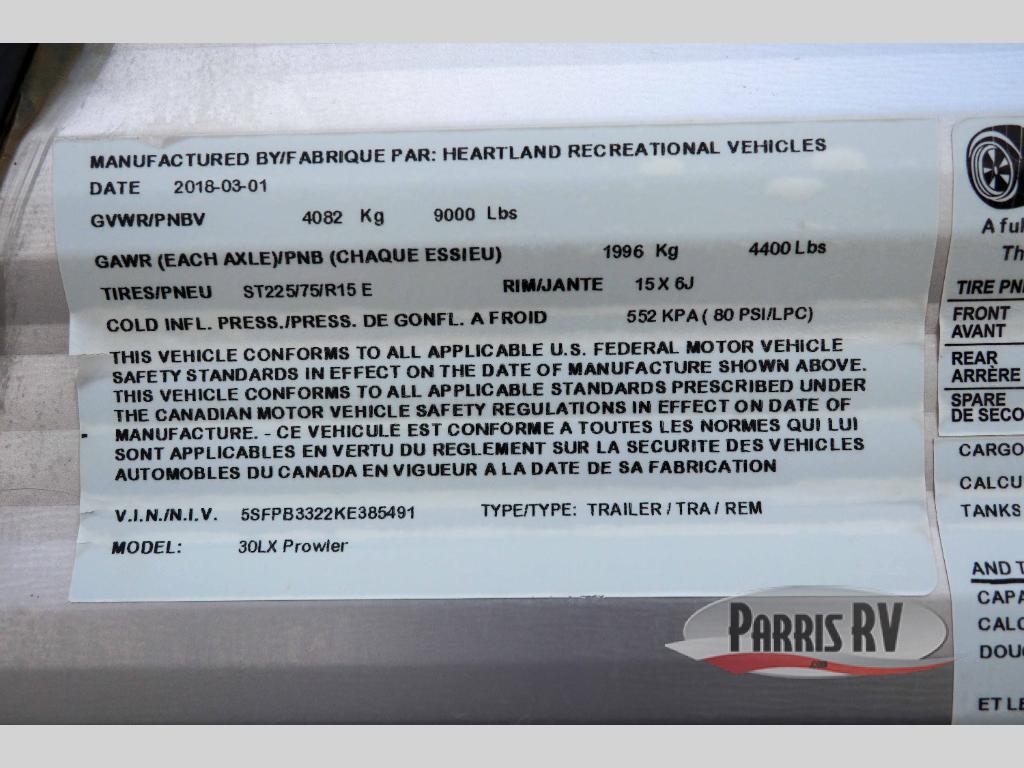 MANUFACTURED BY/FABRIQUE PAR: HEARTLAND RECREATIONAL VEHICLES
DATE 2018-03-01
GVWR/PNBV 4082 Kg 9000 Lbs
GAWR (EACH AXLE)/PNB (CHAQUE ESSIEU) 1996 Kg 4400 Lbs
TIRES/PNEU ST225/75/R15 E RIM/JANTE 15 X 6J
COLD INFL. PRESS./PRESS. DE GONFL. A FROID 552 KPA ( 80 PSI/LPC)
THIS VEHICLE CONFORMS TO ALL APPLICABLE U.S. FEDERAL MOTOR VEHICLE
SAFETY STANDARDS IN EFFECT ON THE DATE OF MANUFACTURE SHOWN ABOVE.
THIS VEHICLE CONFORMS TO ALL APPLICABLE STANDARDS PRESCRIBED UNDER
THE CANADIAN MOTOR VEHICLE SAFETY REGULATIONS IN EFFECT ON DATE OF
MANUFACTURE. - CE VEHICULE EST CONFORME A TOUTES LES NORMES QUI LUI
SONT APPLICABLES EN VERTU DU REGLEMENT SUR LA SECURITE DES VEHICLES
AUTOMOBLES DU CANADA EN VIGUEUR A LA DATE DE SA FABRICATION
V.I.N./N.I.V. 5SFPB3322KE385491 TYPE/TYPE: TRAILER / TRA / REM
MODEL: 30LX Prowler
A ful
Th
TIRE PN
FRONT
AVANT
REAR
ARRÈRE
SPARE
DE SECO
CARGO
CALCU
TANKS
AND T
CAPA
CALC
DOU
ET LE
PARRIS RV
.com